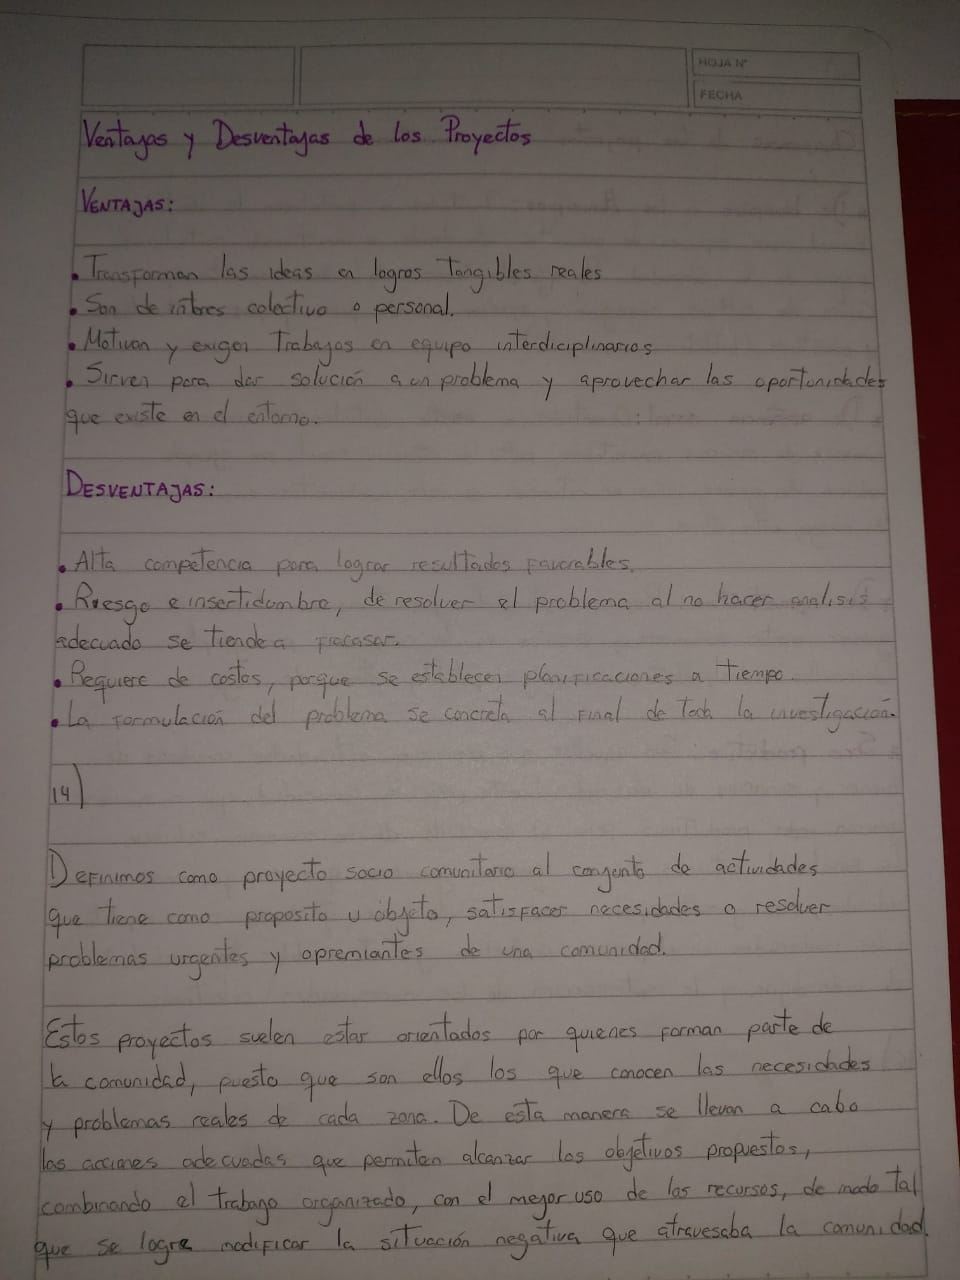 HOJA N°
FECHA
Ventajas y Desventajas de los Proyectos
VENTAJAS:
• Transforman las ideas en logros Tangibles reales
• Son de intres colectivo o personal.
• Motivan y exigen Trabajos en equipo interdiciplinarios
• Sirven para dar solución a un problema y aprovechar las oportunidades
que existe en el entorno.
DESVENTAJAS:
• Alta competencia para lograr resultados favorables.
• Riesgo e insertidumbre, de resolver el problema al no hacer analisis
adecuado se tiende a fracasar.
• Requiere de costos, porque se establecen planificaciones a Tiempo.
• La formulación del problema se concreta al final de toda la investigación.
14)
Definimos como proyecto socio comunitario al conjunto de actividades
que tiene como proposito u objeto, satisfacer necesidades o resolver
problemas urgentes y apremiantes de una comunidad.
Estos proyectos suelen estar orientados por quienes forman parte de
la comunidad, puesto que son ellos los que conocen las necesidades
y problemas reales de cada zona. De esta manera se llevan a cabo
las acciones adecuadas que permiten alcanzar los objetivos propuestos,
combinando el trabajo organizado, con el mejor uso de los recursos, de modo tal
que se logre modificar la situación negativa que atravesaba la comunidad.